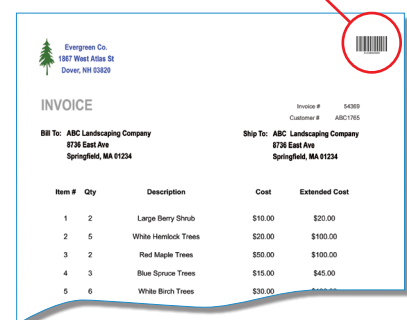 Evergreen Co.
1867 West Atlas St
Dover, NH 03820
INVOICE
Invoice # 54369
Customer # ABC1765
Bill To: ABC Landscaping Company
8736 East Ave
Springfield, MA 01234
Ship To: ABC Landscaping Company
8736 East Ave
Springfield, MA 01234
Item # Qty Description Cost Extended Cost
1 2 Large Berry Shrub $10.00 $20.00
2 5 White Hemlock Trees $20.00 $100.00
3 2 Red Maple Trees $50.00 $100.00
4 3 Blue Spruce Trees $15.00 $45.00
5 6 White Birch Trees $30.00